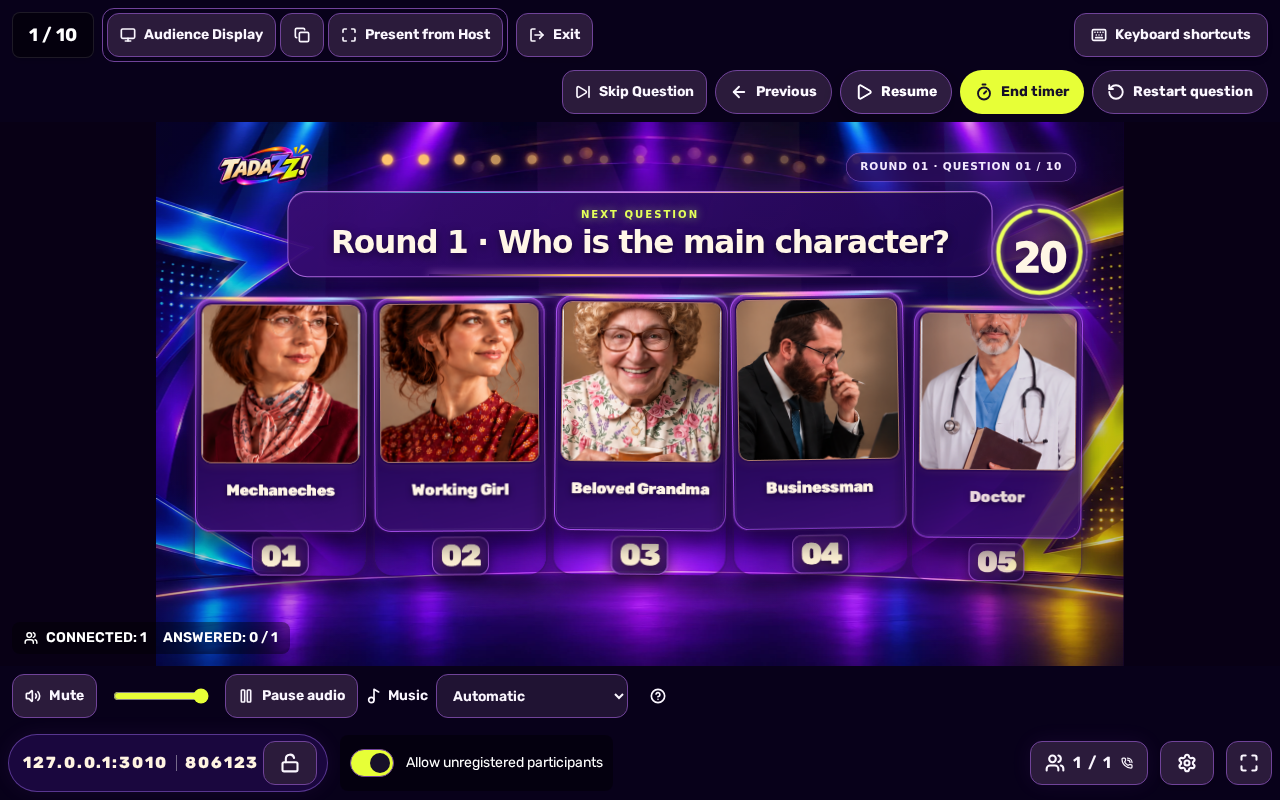 1 / 10
Audience Display
Present from Host
Exit
Keyboard shortcuts
Skip Question
Previous
Resume
End timer
Restart question
TADAZZ!
ROUND 01 · QUESTION 01 / 10
NEXT QUESTION
Round 1 · Who is the main character?
20
Mechaneches
Working Girl
Beloved Grandma
Businessman
Doctor
01
02
03
04
05
CONNECTED: 1 ANSWERED: 0 / 1
Mute
Pause audio
Music
Automatic
127.0.0.1:3010 | 806123
Allow unregistered participants
1 / 1